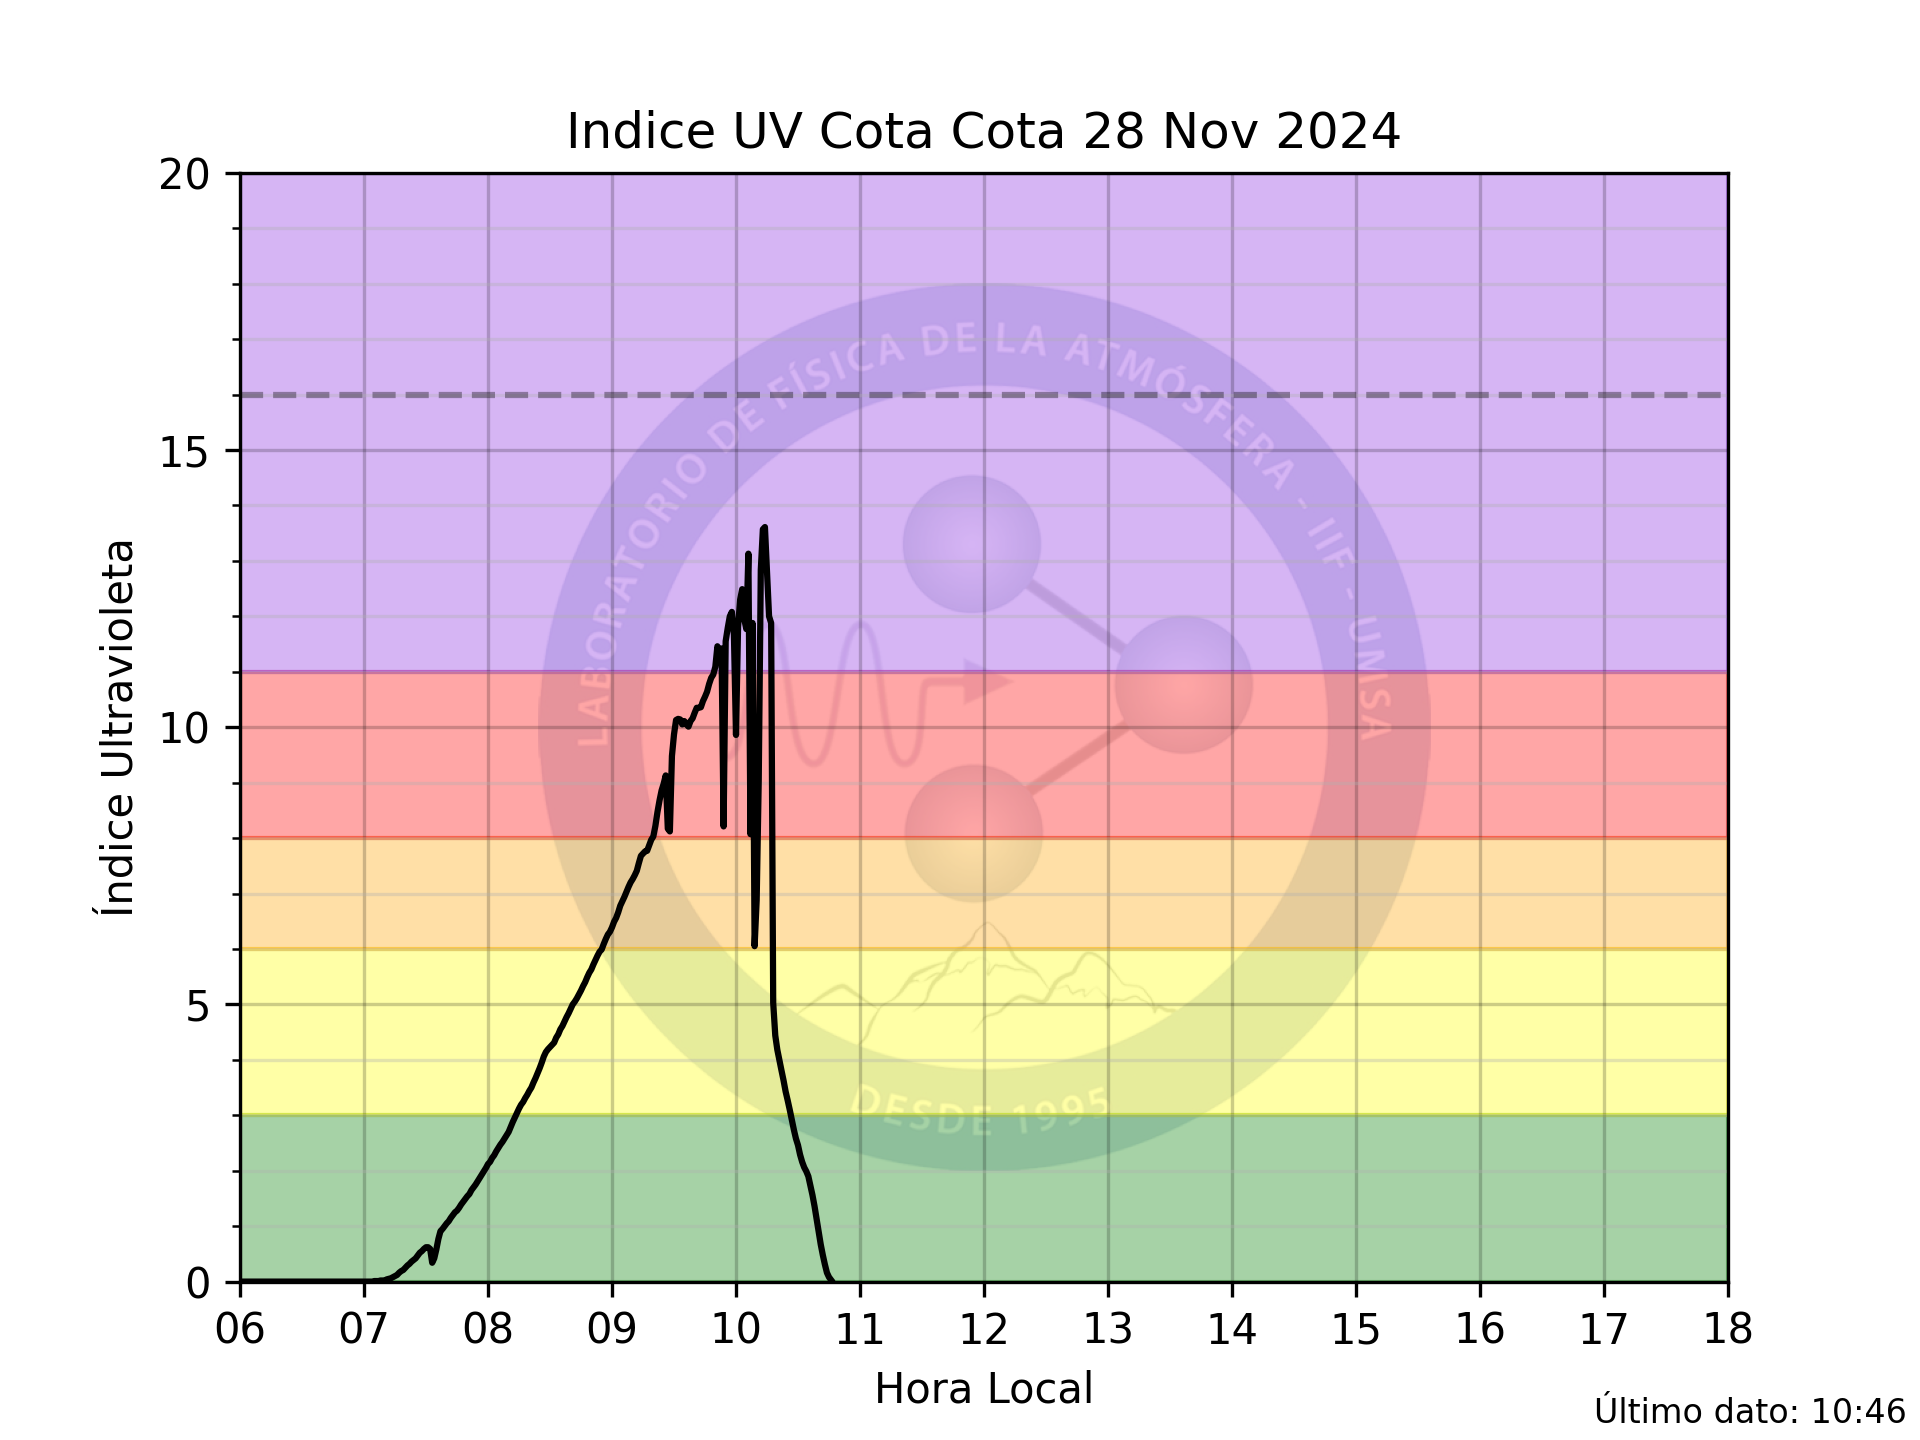 Indice UV Cota Cota 28 Nov 2024
20
15
10
5
0
Índice Ultravioleta
LABORATORIO DE FÍSICA DE LA ATMÓSFERA - IIF - UMSA
DESDE 1995
06 07 08 09 10 11 12 13 14 15 16 17 18
Hora Local
Último dato: 10:46